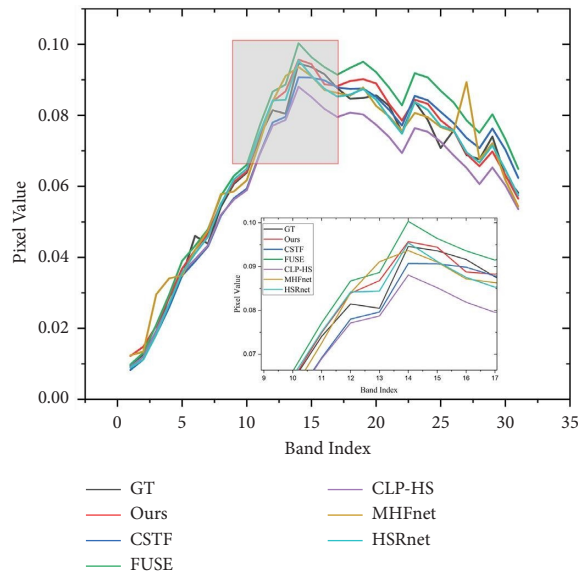 0.10
0.08
0.06
0.04
0.02
0.00
Pixel Value
0 5 10 15 20 25 30 35
Band Index
0.10
0.09
0.08
0.07
Pixel Value
GT
Ours
CSTF
FUSE
CLP-HS
MHFnet
HSRnet
9 10 11 12 13 14 15 16 17
Band Index
GT
Ours
CSTF
FUSE
CLP-HS
MHFnet
HSRnet